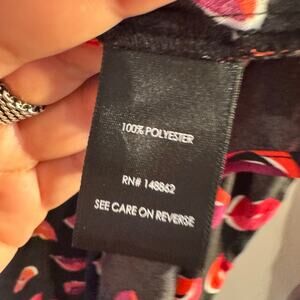 100% POLYESTER
RN# 148862
SEE CARE ON REVERSE